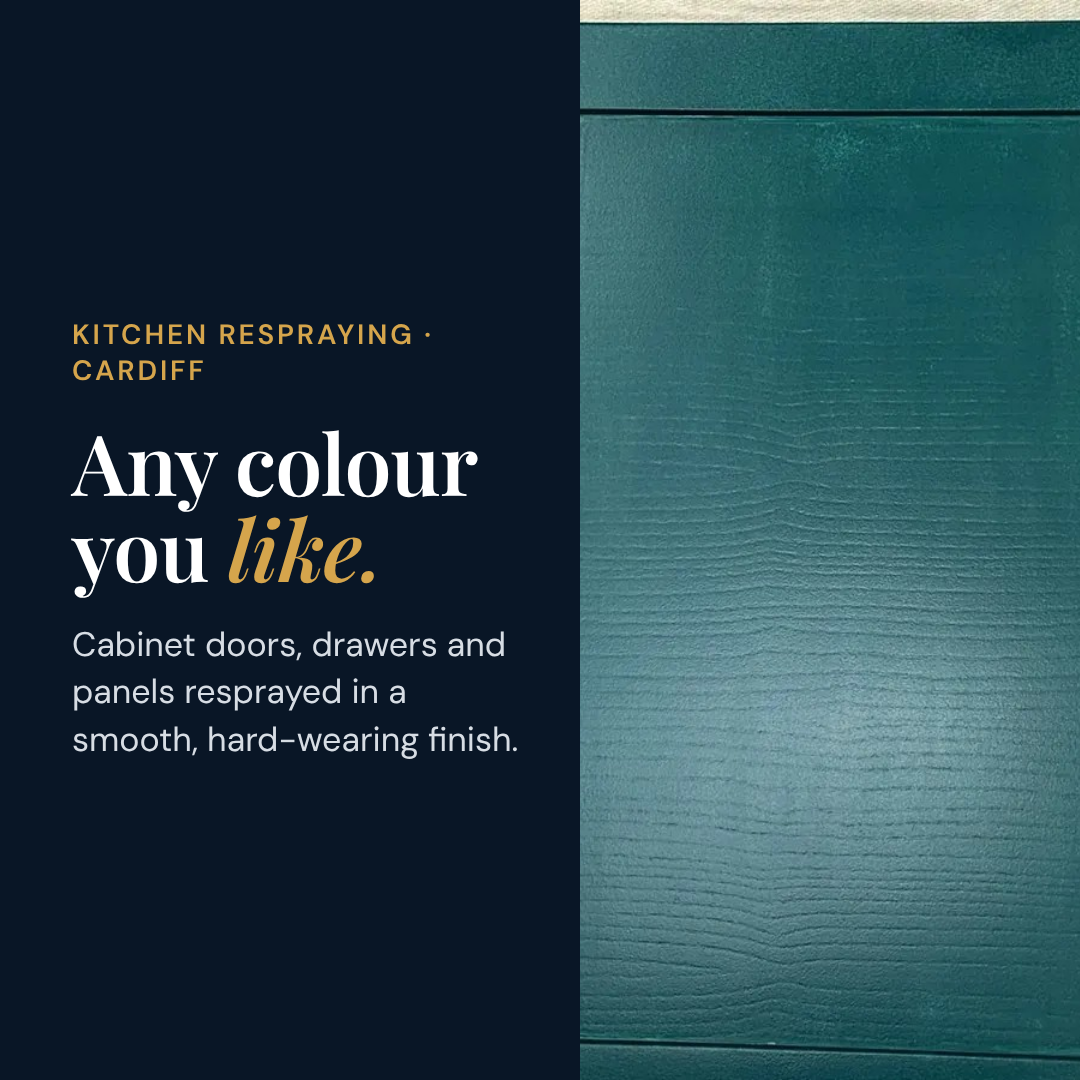 KITCHEN RESPRAYING ·
CARDIFF
Any colour
you like.
Cabinet doors, drawers and
panels resprayed in a
smooth, hard-wearing finish.